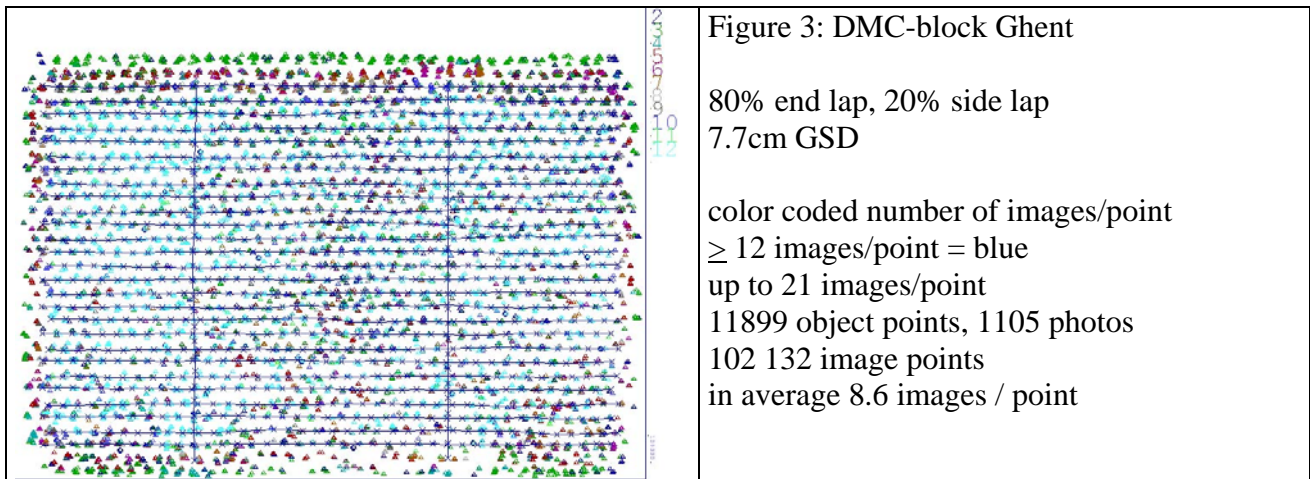 2
3
4
5
6
7
9
10
11
12
Figure 3: DMC-block Ghent
80% end lap, 20% side lap
7.7cm GSD
color coded number of images/point
≥ 12 images/point = blue
up to 21 images/point
11899 object points, 1105 photos
102 132 image points
in average 8.6 images / point